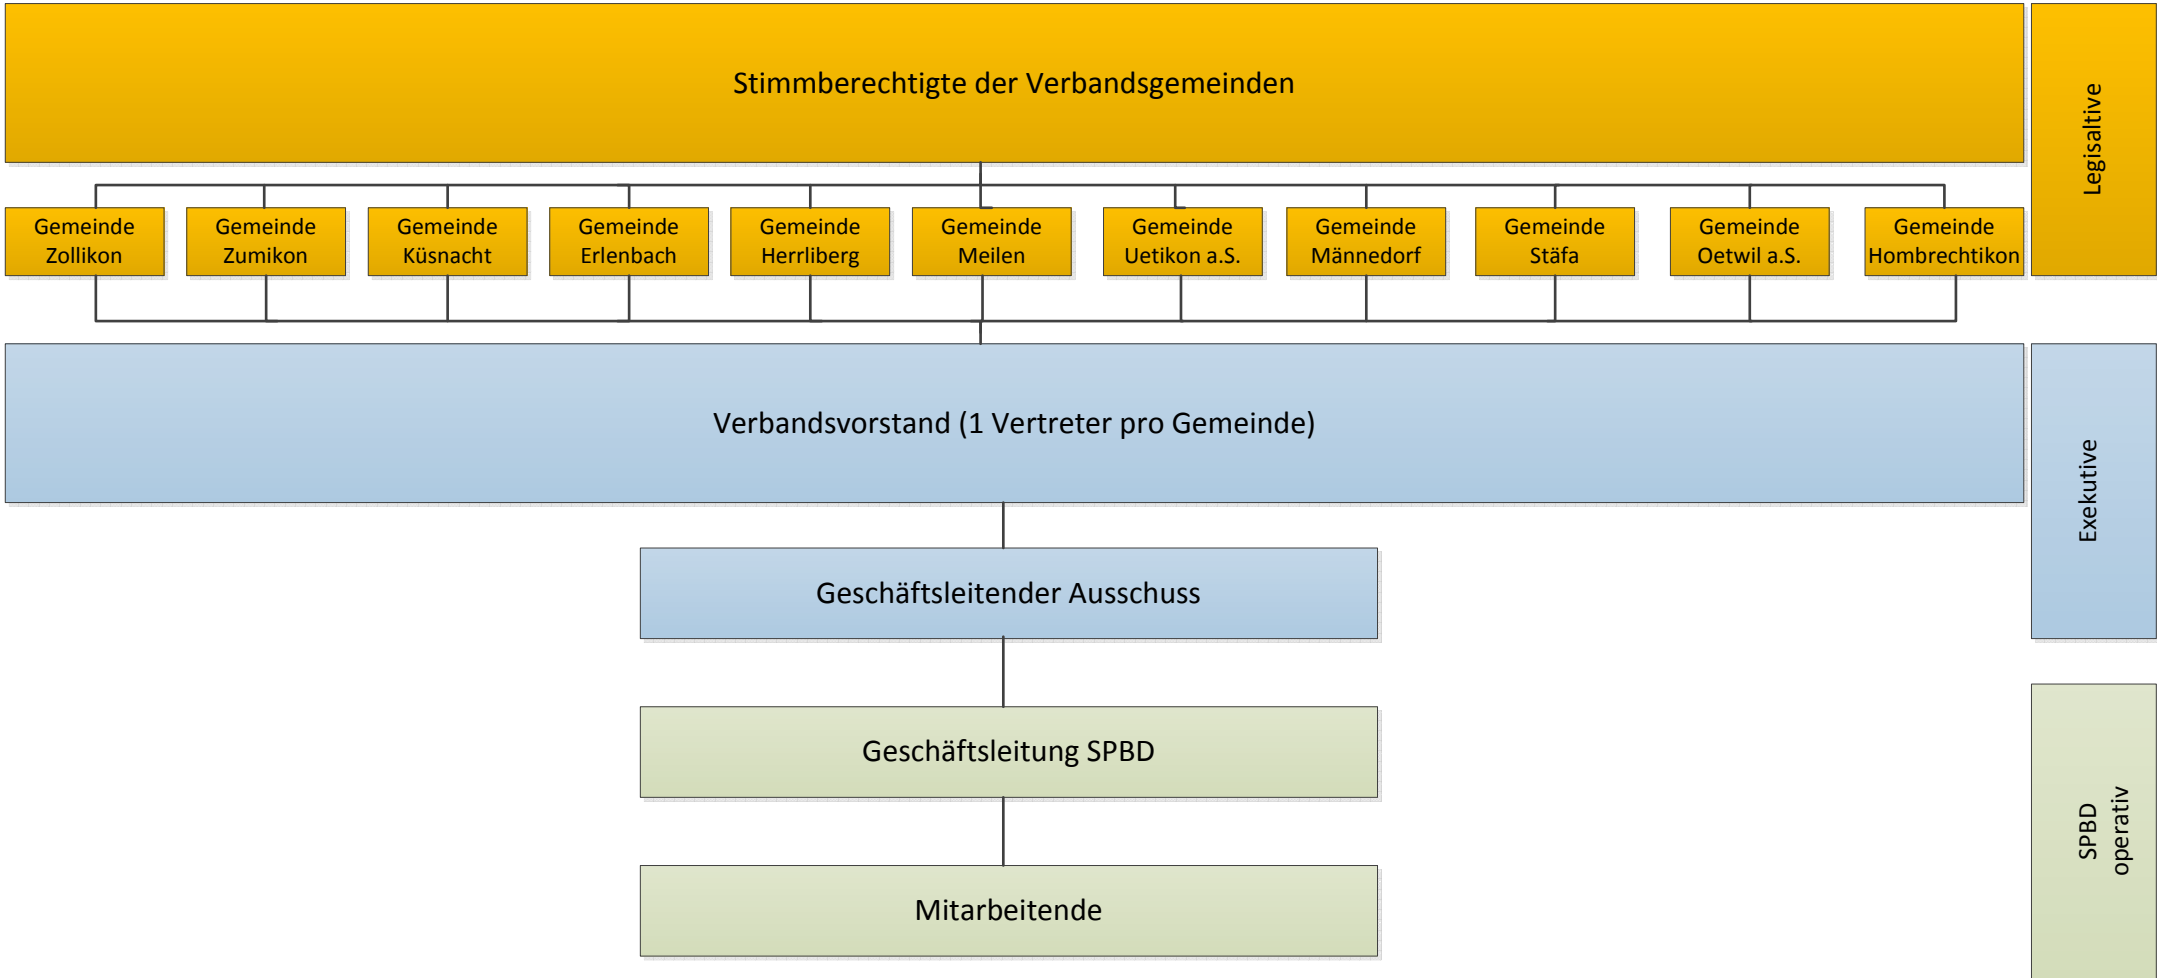 Stimmberechtigte der Verbandsgemeinden
Legisaltive
Gemeinde
Zollikon
Gemeinde
Zumikon
Gemeinde
Küsnacht
Gemeinde
Erlenbach
Gemeinde
Herrliberg
Gemeinde
Meilen
Gemeinde
Uetikon a.S.
Gemeinde
Männedorf
Gemeinde
Stäfa
Gemeinde
Oetwil a.S.
Gemeinde
Hombrechtikon
Verbandsvorstand (1 Vertreter pro Gemeinde)
Exekutive
Geschäftsleitender Ausschuss
Geschäftsleitung SPBD
SPBD
operativ
Mitarbeitende